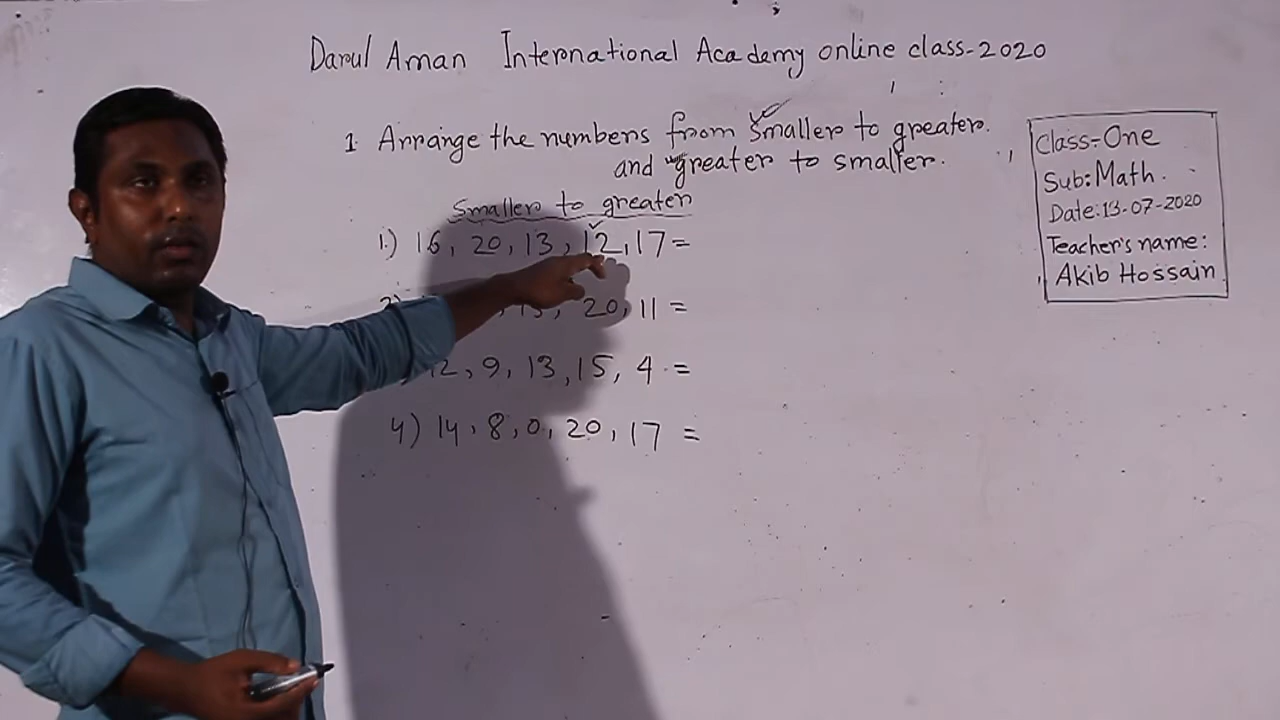 Darul Aman International Academy online class-2020
1. Arrange the numbers from smaller to greater.
and greater to smaller.
Smaller to greater
1.) 16, 20, 13, 12, 17 =
20, 11 =
12, 9, 13, 15, 4 =
4) 14, 8, 0, 20, 17 =
Class-One
Sub: Math.
Date: 13-07-2020
Teacher's name:
Akib Hossain